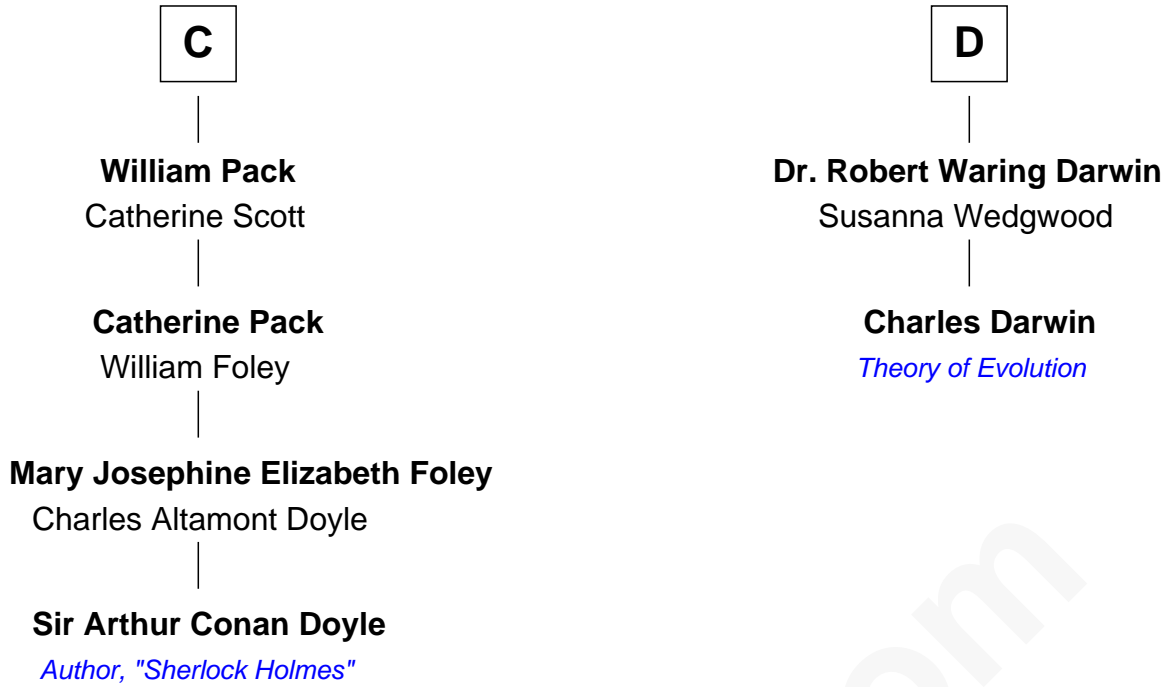 C
William Pack
Catherine Scott
Catherine Pack
William Foley
Mary Josephine Elizabeth Foley
Charles Altamont Doyle
Sir Arthur Conan Doyle
Author, "Sherlock Holmes"
D
Dr. Robert Waring Darwin
Susanna Wedgwood
Charles Darwin
Theory of Evolution
om